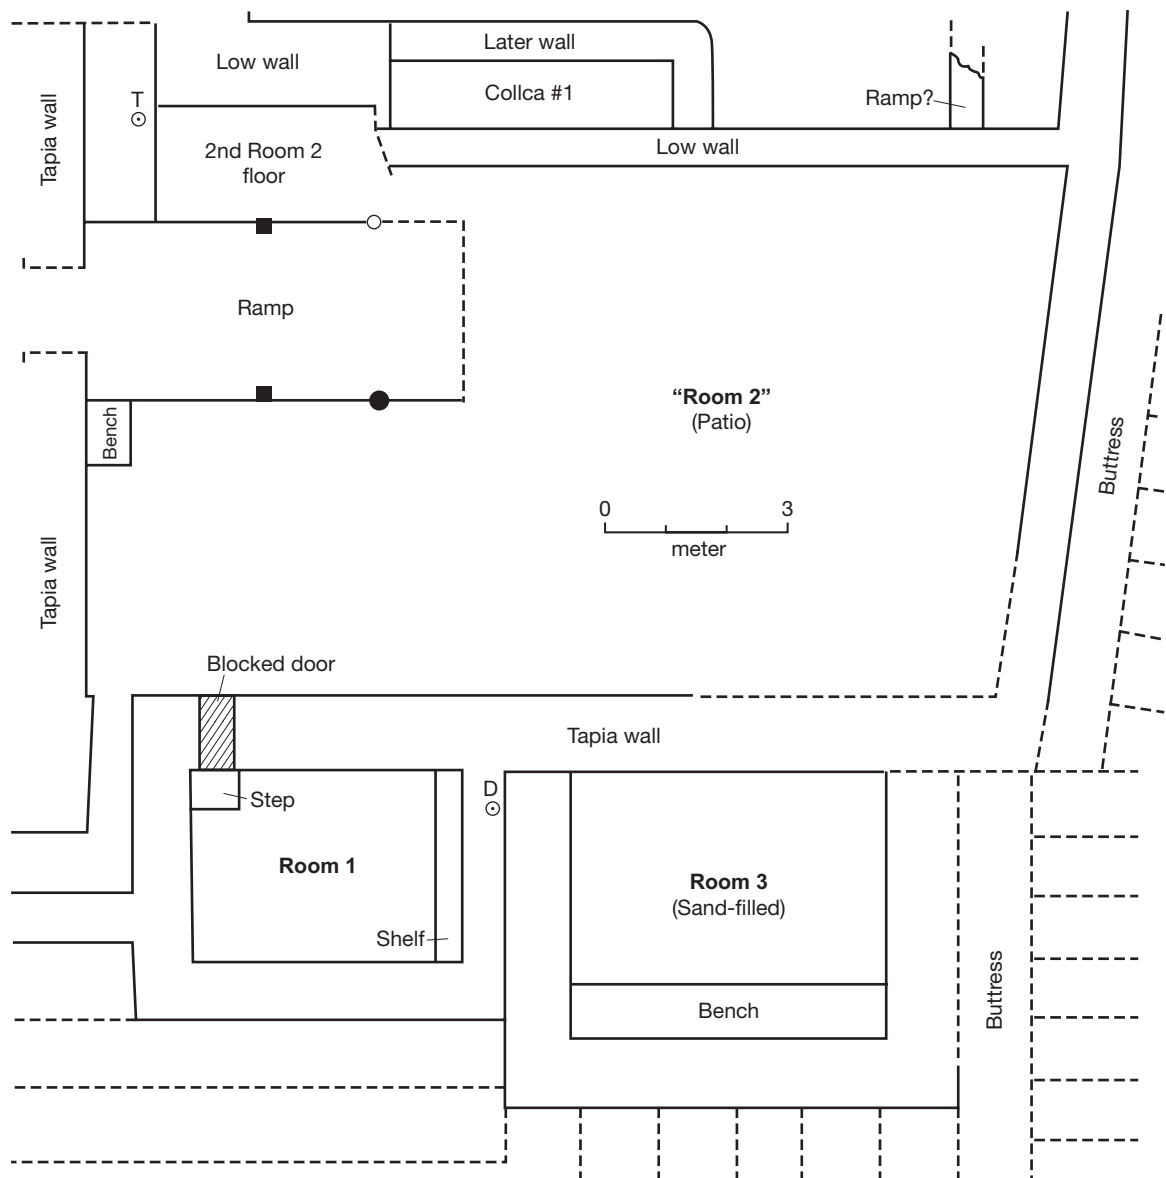 Later wall
Low wall
Tapia wall
T
Collca #1
Ramp?
2nd Room 2
floor
Low wall
Ramp
"Room 2"
(Patio)
Bench
Buttress
0 3
meter
Tapia wall
Blocked door
Tapia wall
D
Step
Room 1
Room 3
(Sand-filled)
Shelf
Buttress
Bench